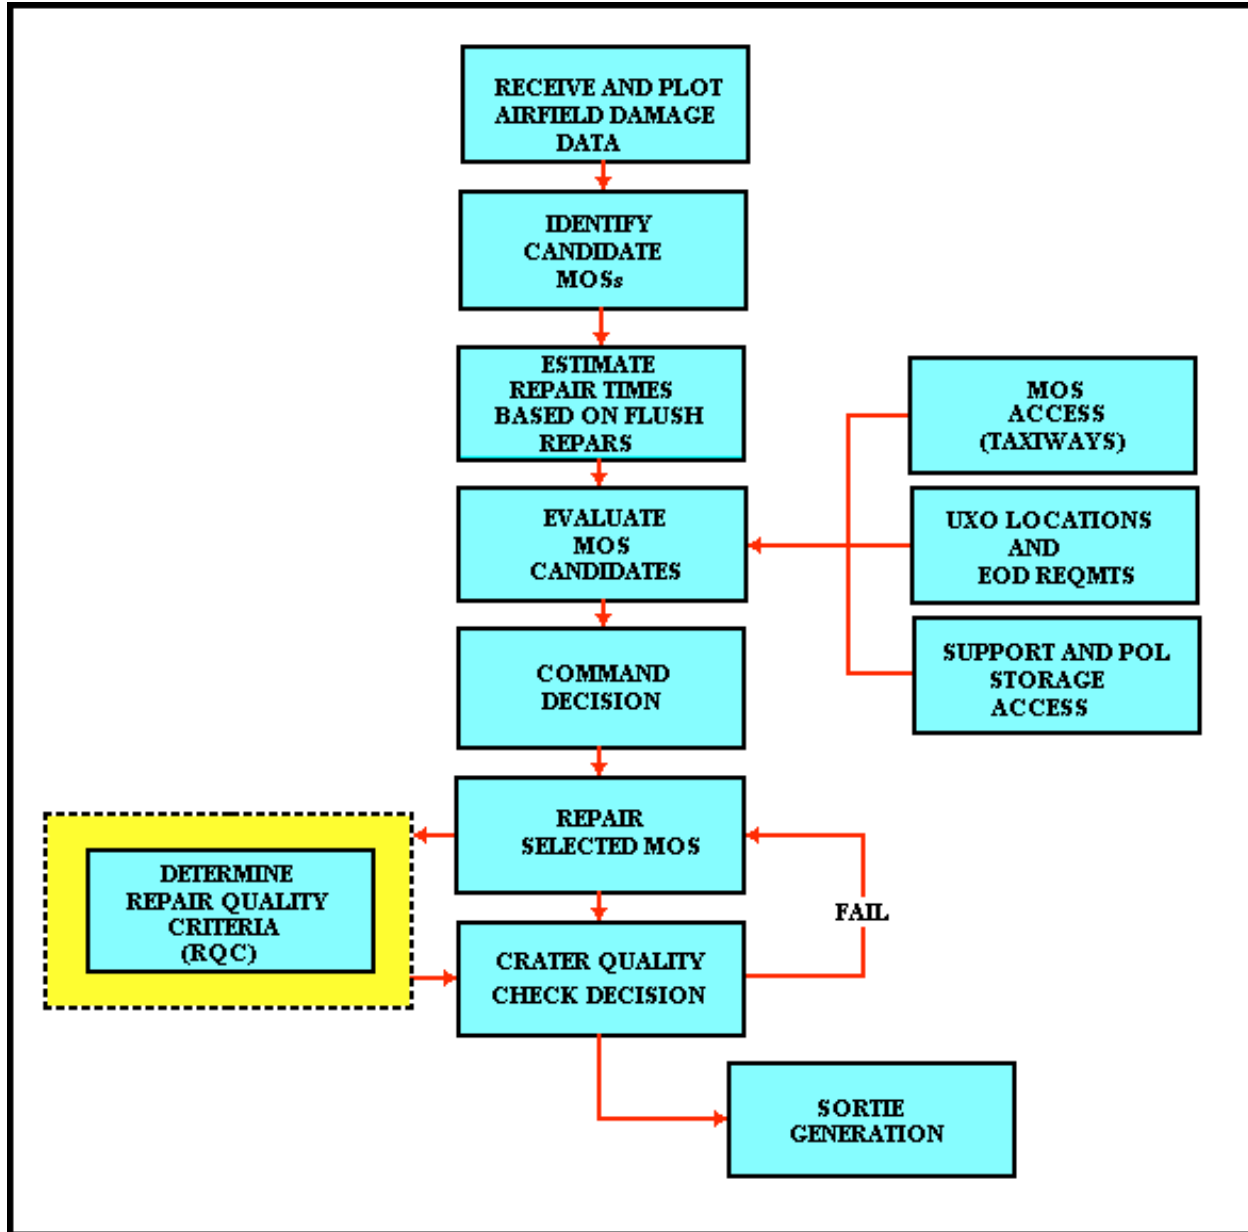 RECEIVE AND PLOT
AIRFIELD DAMAGE
DATA
IDENTIFY
CANDIDATE
MOSs
ESTIMATE
REPAIR TIMES
BASED ON FLUSH
REPARS
MOS
ACCESS
(TAXIWAYS)
EVALUATE
MOS
CANDIDATES
UXO LOCATIONS
AND
EOD REQMTS
COMMAND
DECISION
SUPPORT AND POL
STORAGE
ACCESS
REPAIR
SELECTED MOS
DETERMINE
REPAIR QUALITY
CRITERIA
(RQC)
FAIL
CRATER QUALITY
CHECK DECISION
SORTIE
GENERATION